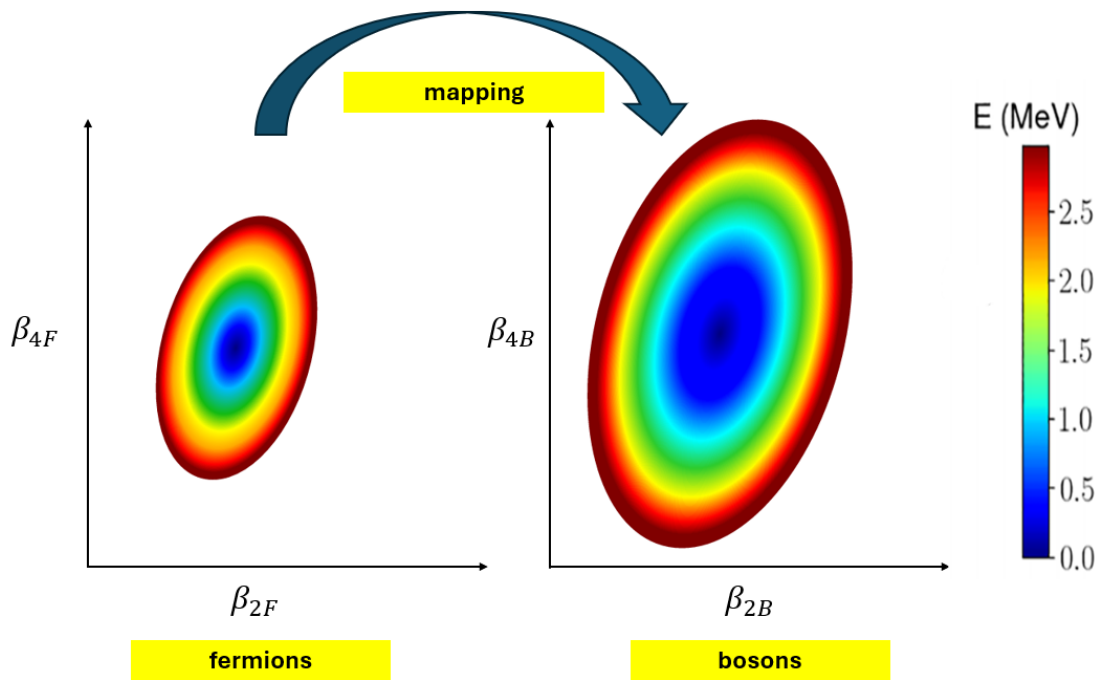 mapping
E (MeV)
2.5
2.0
1.5
1.0
0.5
0.0
β4F
β4B
β2F
β2B
fermions
bosons